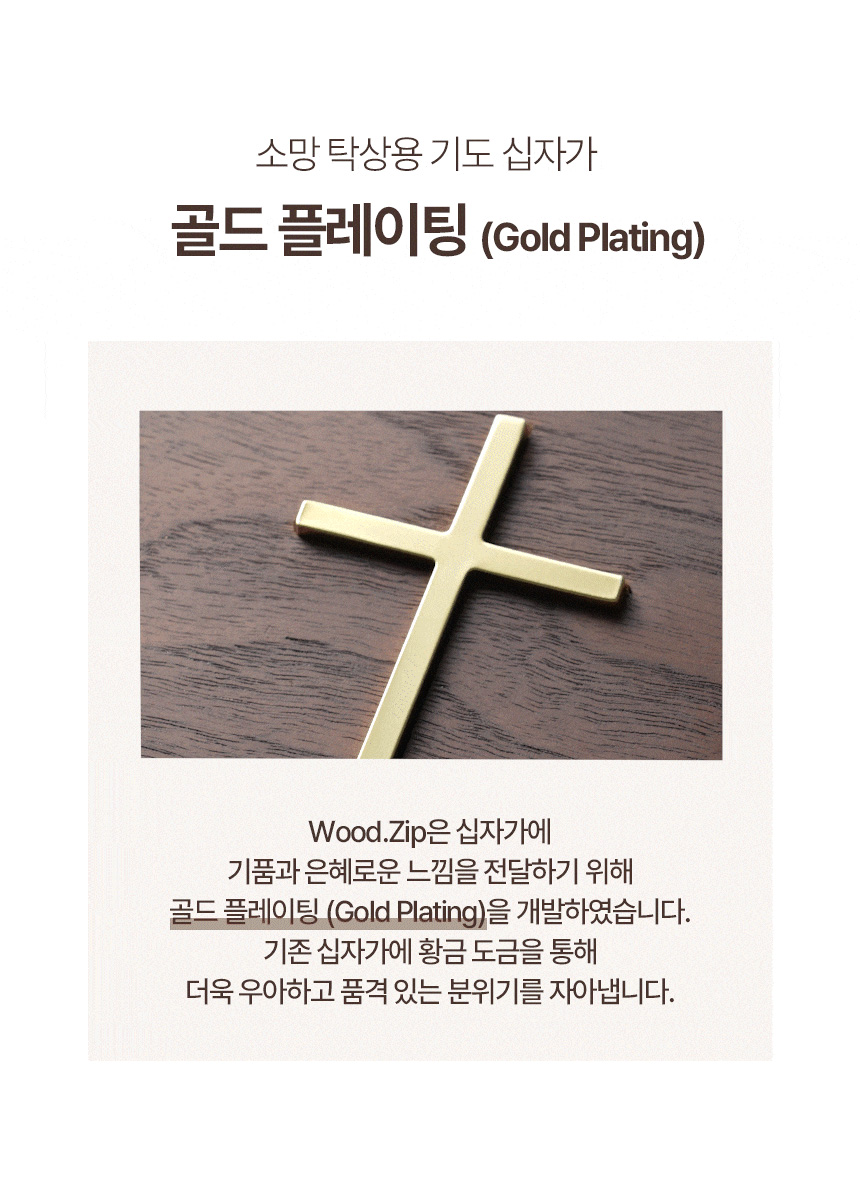 소망 탁상용 기도 십자가
골드 플레이팅 (Gold Plating)
Wood.Zip은 십자가에
기품과 은혜로운 느낌을 전달하기 위해
골드 플레이팅 (Gold Plating)을 개발하였습니다.
기존 십자가에 황금 도금을 통해
더욱 우아하고 품격 있는 분위기를 자아냅니다.